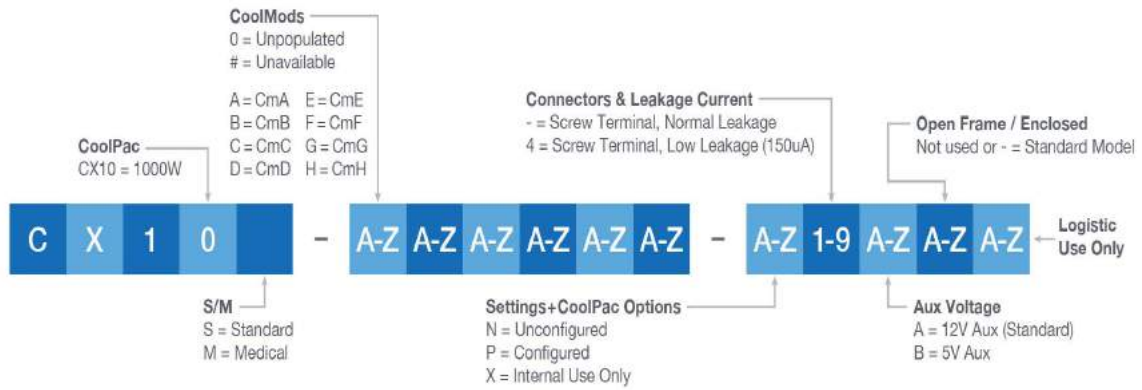 CoolMods
0 = Unpopulated
# = Unavailable
A = CmA E = CmE
B = CmB F = CmF
C = CmC G = CmG
D = CmD H = CmH
CoolPac
CX10 = 1000W
Connectors & Leakage Current
- = Screw Terminal, Normal Leakage
4 = Screw Terminal, Low Leakage (150uA)
Open Frame / Enclosed
Not used or - = Standard Model
C X 1 0 - A-Z A-Z A-Z A-Z A-Z A-Z - A-Z 1-9 A-Z A-Z A-Z
Logistic
Use Only
S/M
S = Standard
M = Medical
Settings+CoolPac Options
N = Unconfigured
P = Configured
X = Internal Use Only
Aux Voltage
A = 12V Aux (Standard)
B = 5V Aux